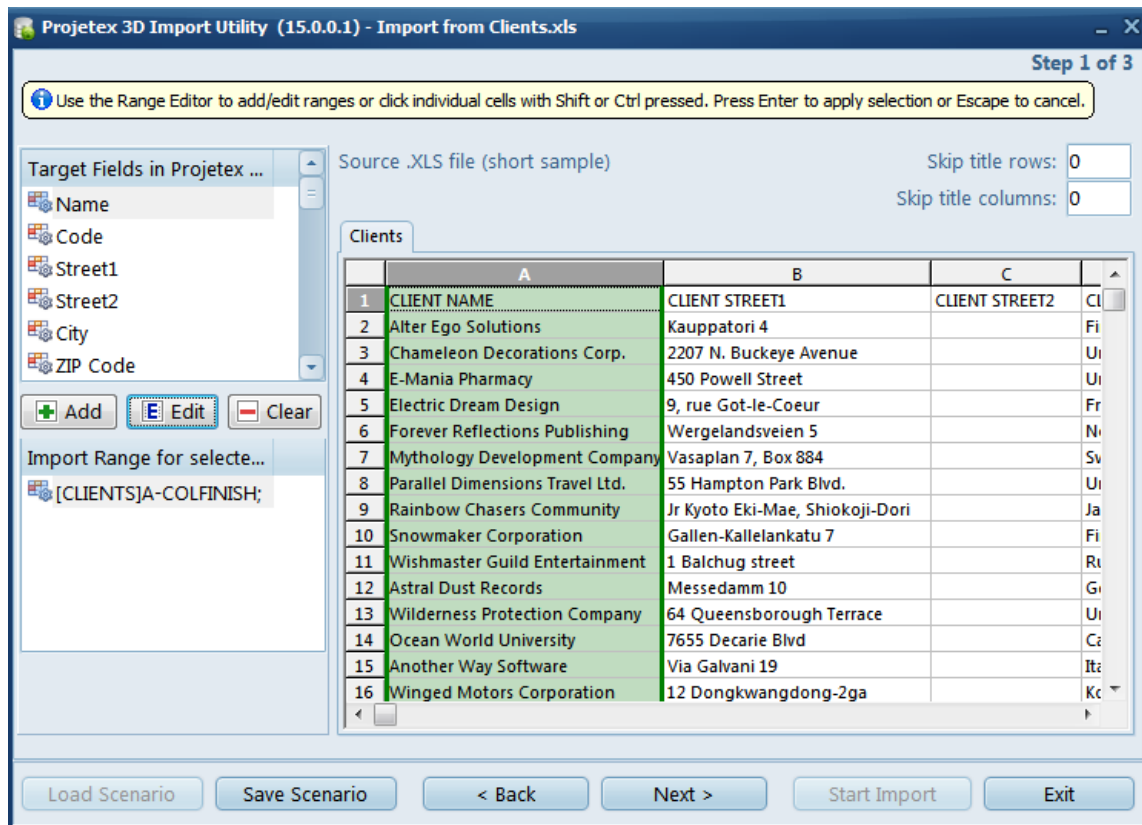 Projetex 3D Import Utility (15.0.0.1) - Import from Clients.xls
Step 1 of 3
Use the Range Editor to add/edit ranges or click individual cells with Shift or Ctrl pressed. Press Enter to apply selection or Escape to cancel.
Target Fields in Projetex ...
Name
Code
Street1
Street2
City
ZIP Code
Add Edit Clear
Import Range for selecte...
[CLIENTS]A-COLFINISH;
Source .XLS file (short sample)
Skip title rows: 0
Skip title columns: 0
Clients
A B C
1 CLIENT NAME CLIENT STREET1 CLIENT STREET2 CL
2 Alter Ego Solutions Kauppatori 4 Fi
3 Chameleon Decorations Corp. 2207 N. Buckeye Avenue
4 E-Mania Pharmacy 450 Powell Street
5 Electric Dream Design 9, rue Got-le-Coeur Fr
6 Forever Reflections Publishing Wergelandsveien 5
7 Mythology Development Company Vasaplan 7, Box 884
8 Parallel Dimensions Travel Ltd. 55 Hampton Park Blvd.
9 Rainbow Chasers Community Jr Kyoto Eki-Mae, Shiokoji-Dori Ja
10 Snowmaker Corporation Gallen-Kallelankatu 7 Fi
11 Wishmaster Guild Entertainment 1 Balchug street
12 Astral Dust Records Messedamm 10
13 Wilderness Protection Company 64 Queensborough Terrace
14 Ocean World University 7655 Decarie Blvd
15 Another Way Software Via Galvani 19 Ita
16 Winged Motors Corporation 12 Dongkwangdong-2ga
Load Scenario Save Scenario < Back Next > Start Import Exit